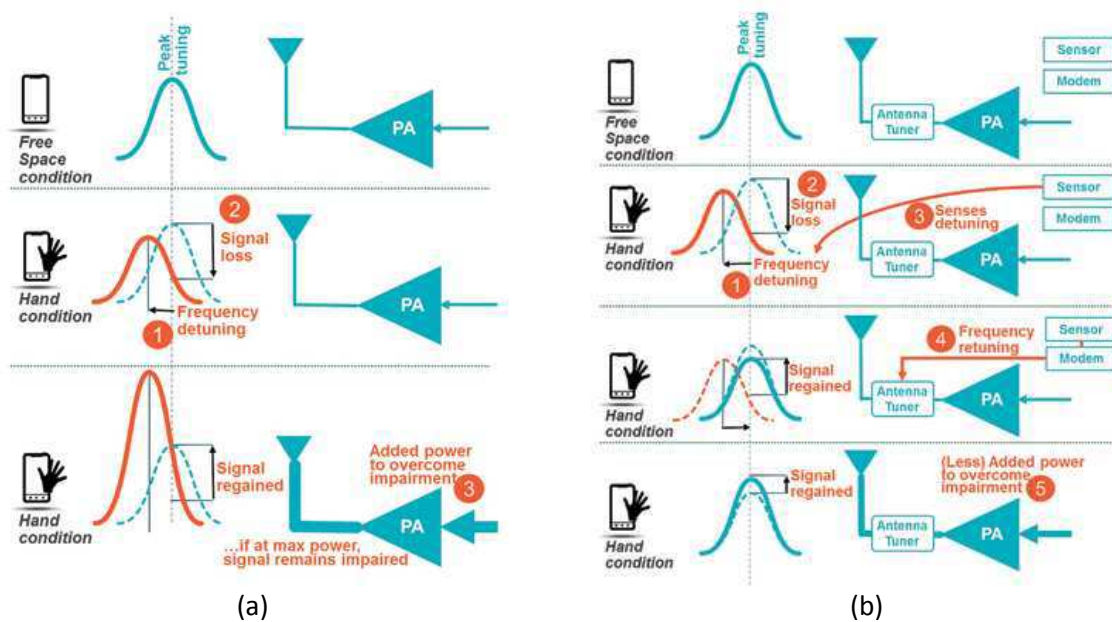 Peak
tuning
Free
Space
condition
PA
2
Signal
loss
Hand
condition
1
Frequency
detuning
PA
Hand
condition
Signal
regained
Added power
to overcome
impairment
3
PA
...if at max power,
signal remains impaired
(a)
Peak
tuning
Free
Space
condition
Antenna
Tuner
PA
Sensor
Modem
Hand
condition
2
Signal
loss
1
Frequency
detuning
3
Senses
detuning
Antenna
Tuner
PA
Sensor
Modem
Hand
condition
Signal
regained
4
Frequency
retuning
Antenna
Tuner
PA
Sensor
Modem
Hand
condition
Signal
regained
(Less) Added power
to overcome
impairment
5
Antenna
Tuner
PA
(b)